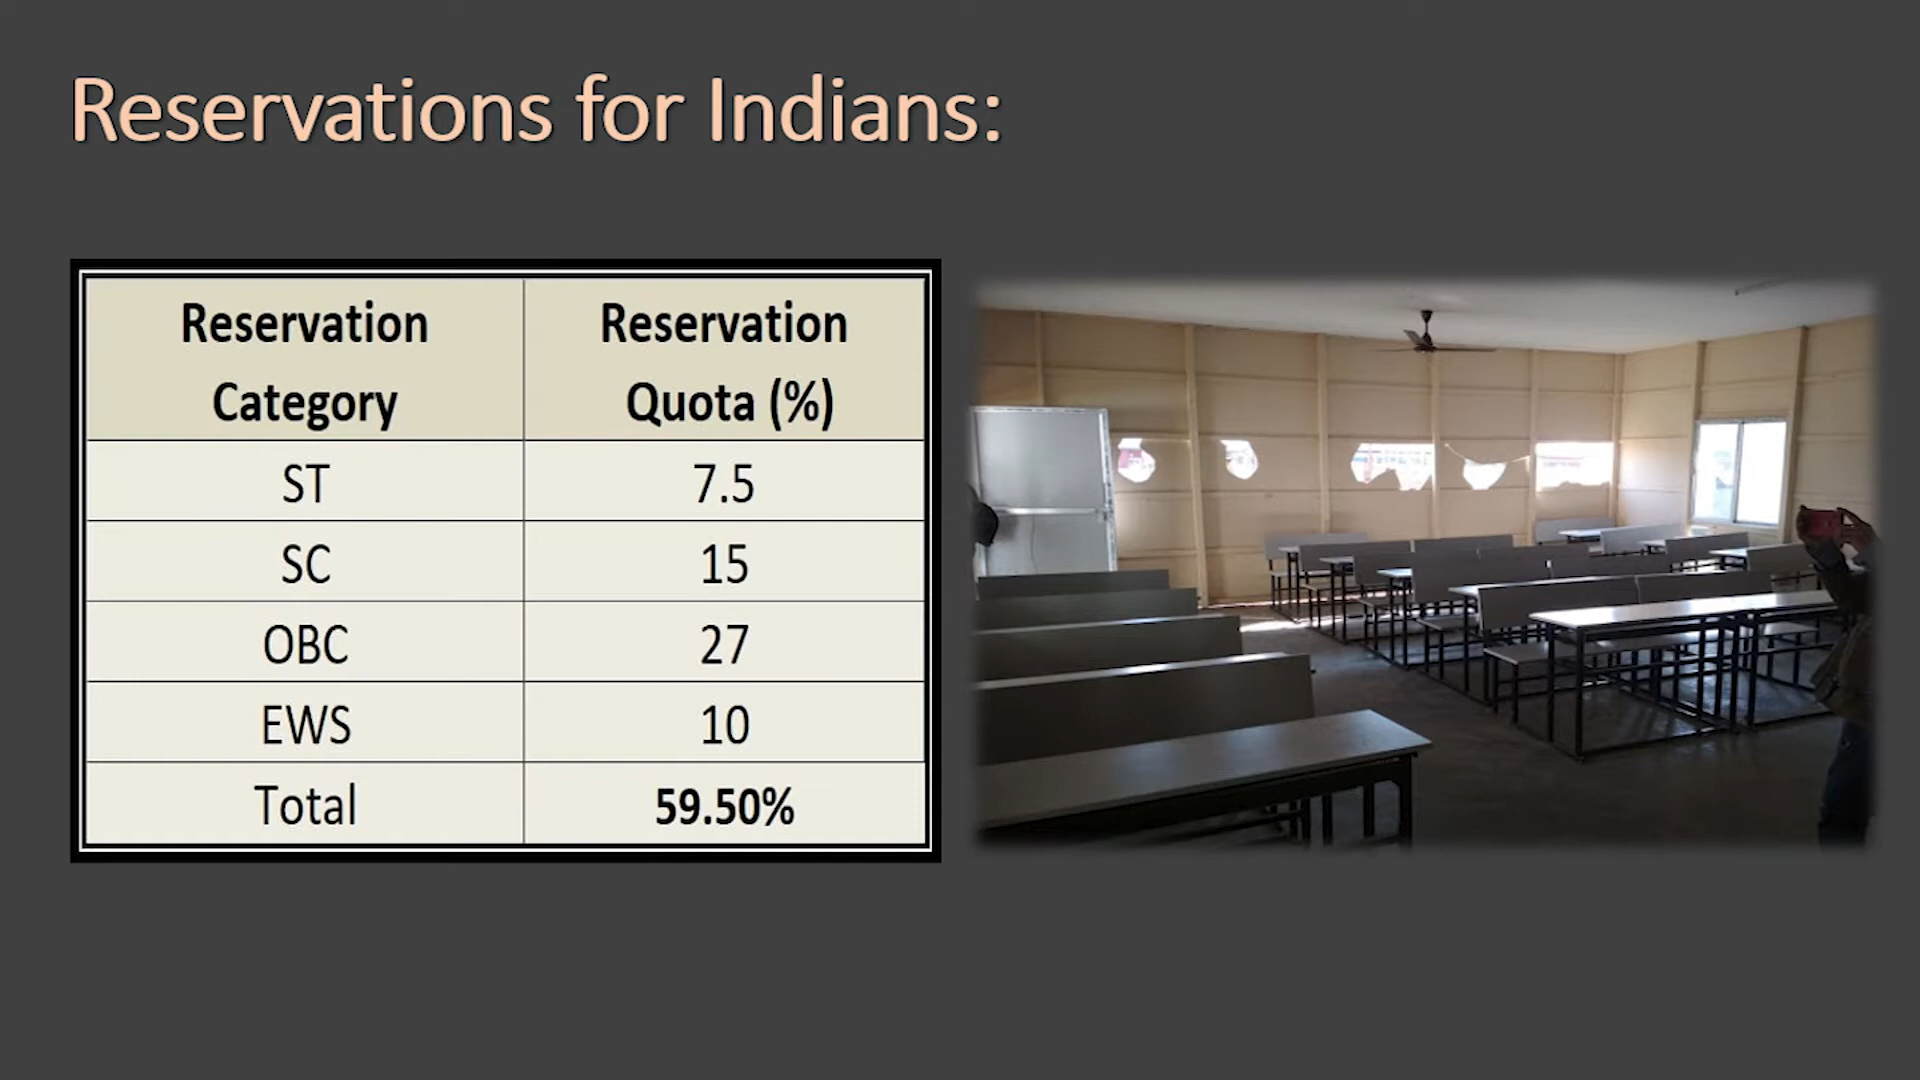 Reservations for Indians:
Reservation Category	Reservation Quota (%)
ST	7.5
SC	15
OBC	27
EWS	10
Total	59.50%